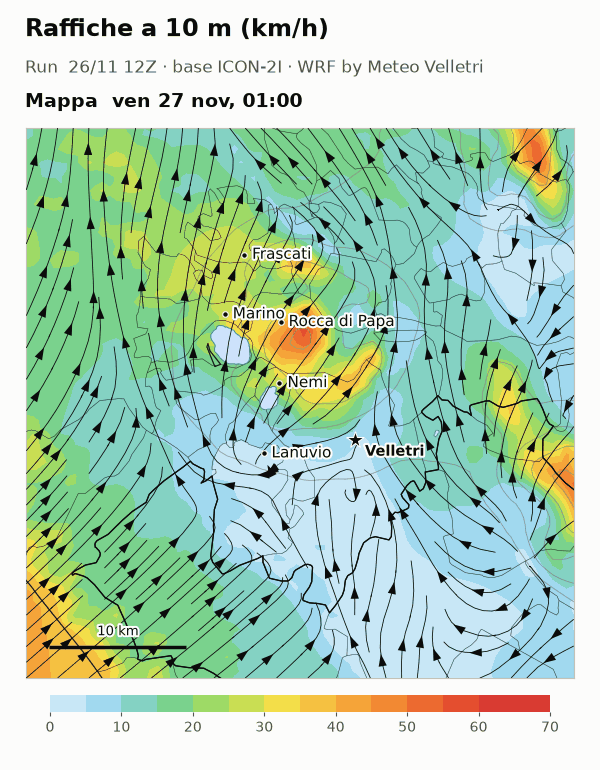 Raffiche a 10 m (km/h)
Run  26/11 12Z · base ICON-2I · WRF by Meteo Velletri
Mappa  ven 27 nov, 01:00
Frascati
Marino
Rocca di Papa
Nemi
Lanuvio
Velletri
10 km
0 10 20 30 40 50 60 70